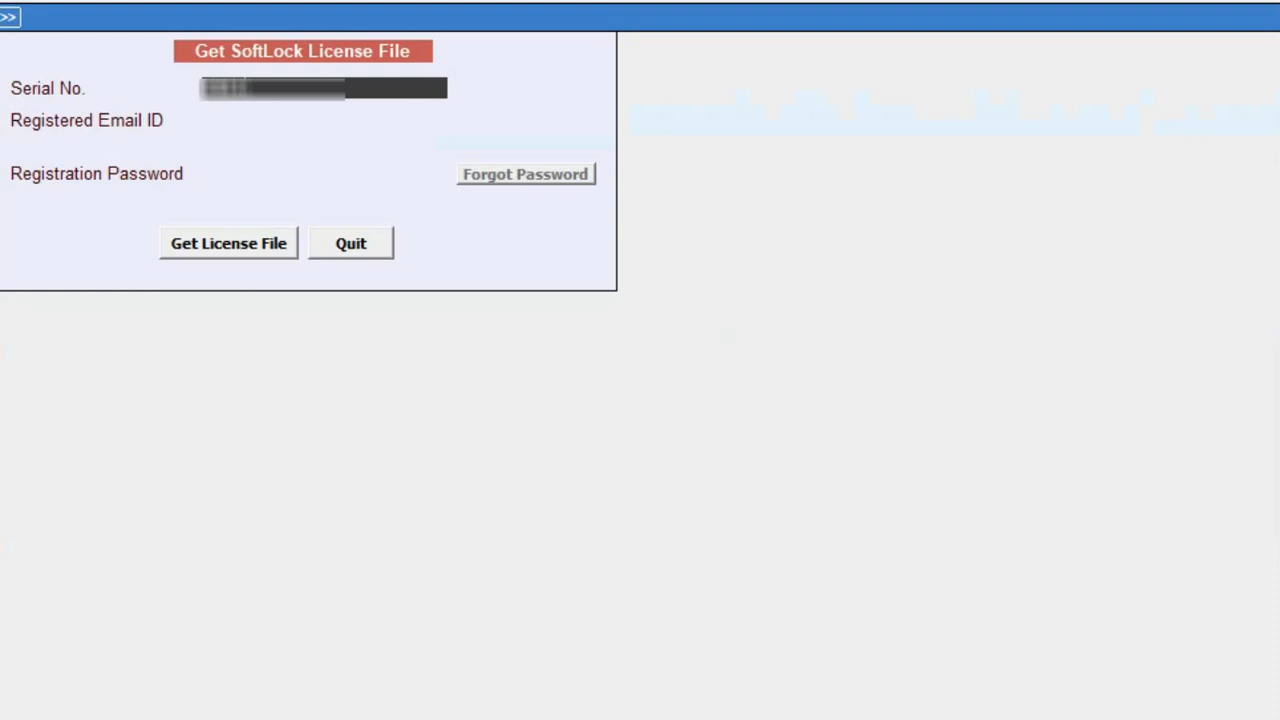 >>
Get SoftLock License File
Serial No.
Registered Email ID
Registration Password
Forgot Password
Get License File
Quit